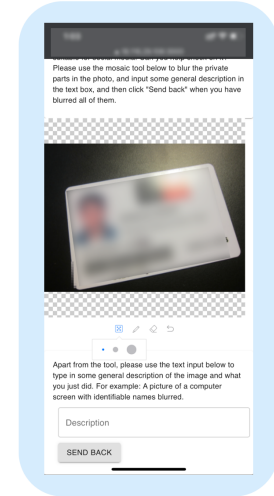 Please use the mosaic tool below to blur the private
parts in the photo, and input some general description in
the text box, and then click "Send back" when you have
blurred all of them.
Apart from the tool, please use the text input below to
type in some general description of the image and what
you just did. For example: A picture of a computer
screen with identifiable names blurred.
Description
SEND BACK